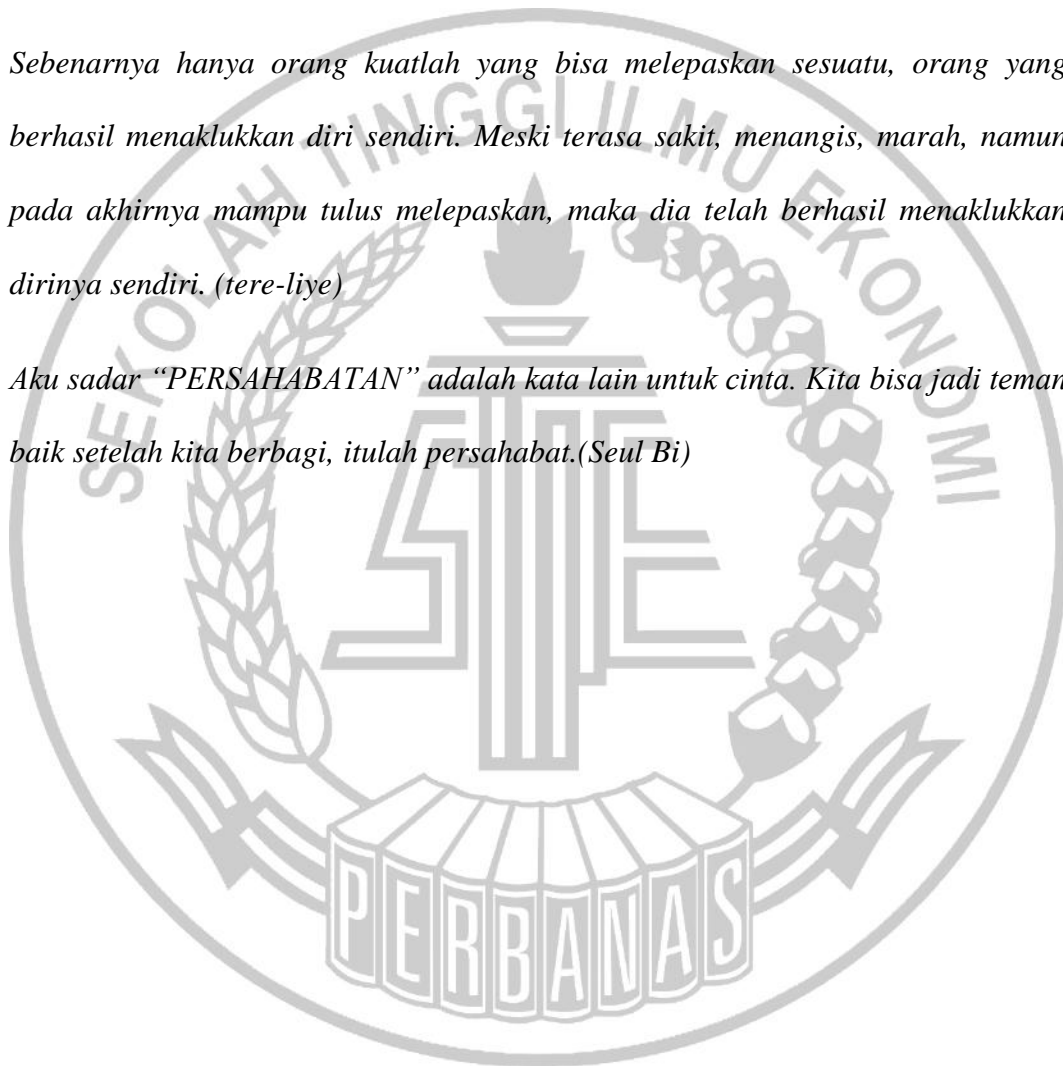 Sebenarnya hanya orang kuatlah yang bisa melepaskan sesuatu, orang yang
berhasil menaklukkan diri sendiri. Meski terasa sakit, menangis, marah, namun
pada akhirnya mampu tulus melepaskan, maka dia telah berhasil menaklukkan
dirinya sendiri. (tere-liye)
Aku sadar “PERSAHABATAN” adalah kata lain untuk cinta. Kita bisa jadi teman
baik setelah kita berbagi, itulah persahabat.(Seul Bi)
SEKOLAH TINGGI ILMU EKONOMI
PERBANAS